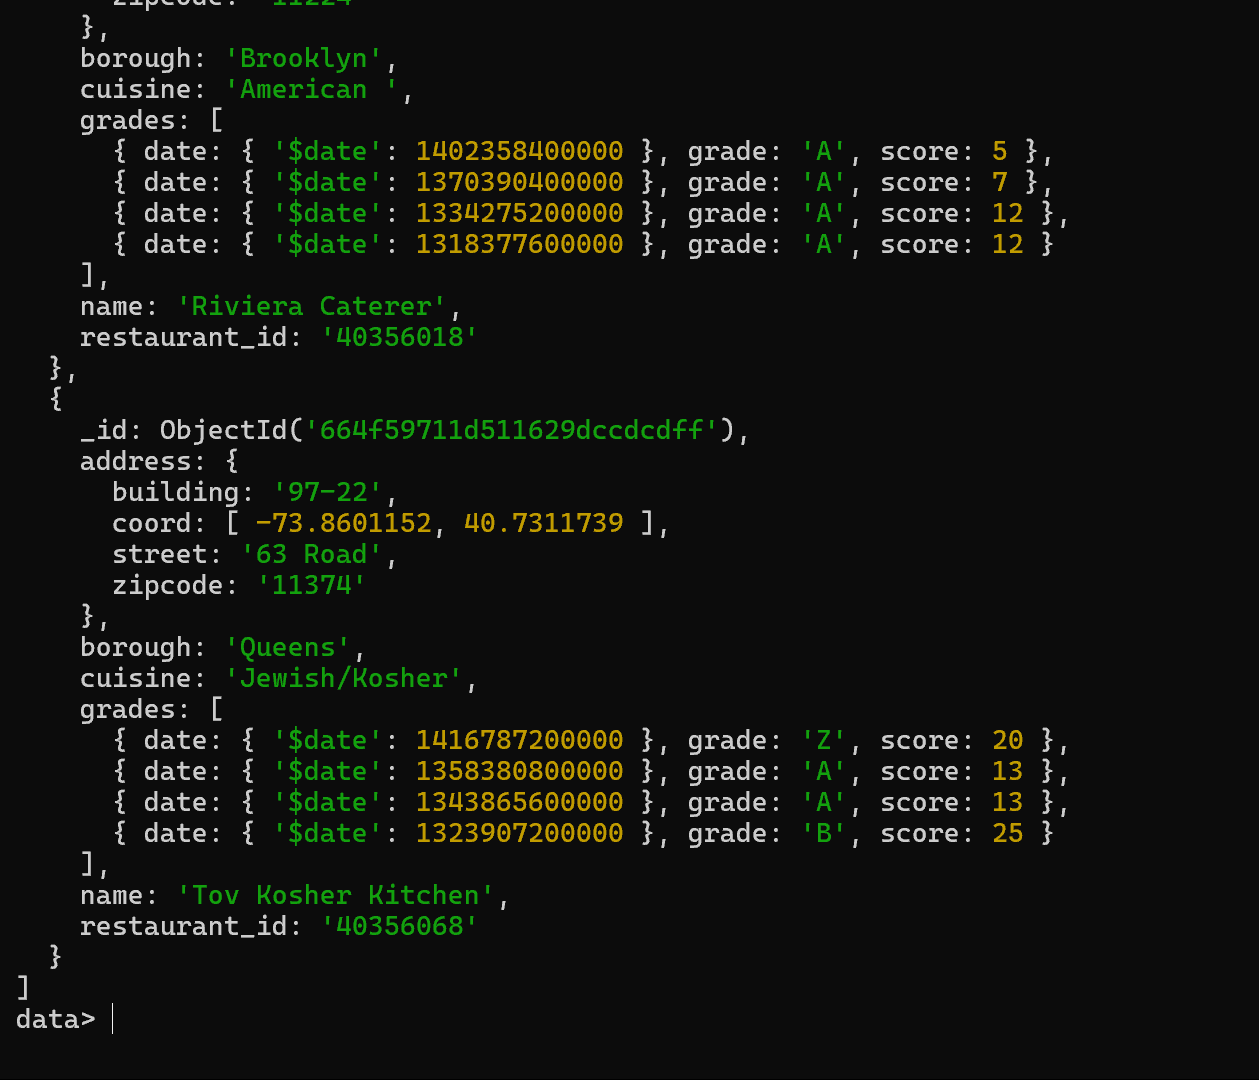 zipcode: '11224'
},
borough: 'Brooklyn',
cuisine: 'American ',
grades: [
{ date: { '$date': 1402358400000 }, grade: 'A', score: 5 },
{ date: { '$date': 1370390400000 }, grade: 'A', score: 7 },
{ date: { '$date': 1334275200000 }, grade: 'A', score: 12 },
{ date: { '$date': 1318377600000 }, grade: 'A', score: 12 }
],
name: 'Riviera Caterer',
restaurant_id: '40356018'
},
{
_id: ObjectId('664f59711d511629dccdcdff'),
address: {
building: '97-22',
coord: [ -73.8601152, 40.7311739 ],
street: '63 Road',
zipcode: '11374'
},
borough: 'Queens',
cuisine: 'Jewish/Kosher',
grades: [
{ date: { '$date': 1416787200000 }, grade: 'Z', score: 20 },
{ date: { '$date': 1358380800000 }, grade: 'A', score: 13 },
{ date: { '$date': 1343865600000 }, grade: 'A', score: 13 },
{ date: { '$date': 1323907200000 }, grade: 'B', score: 25 }
],
name: 'Tov Kosher Kitchen',
restaurant_id: '40356068'
}
]
data>